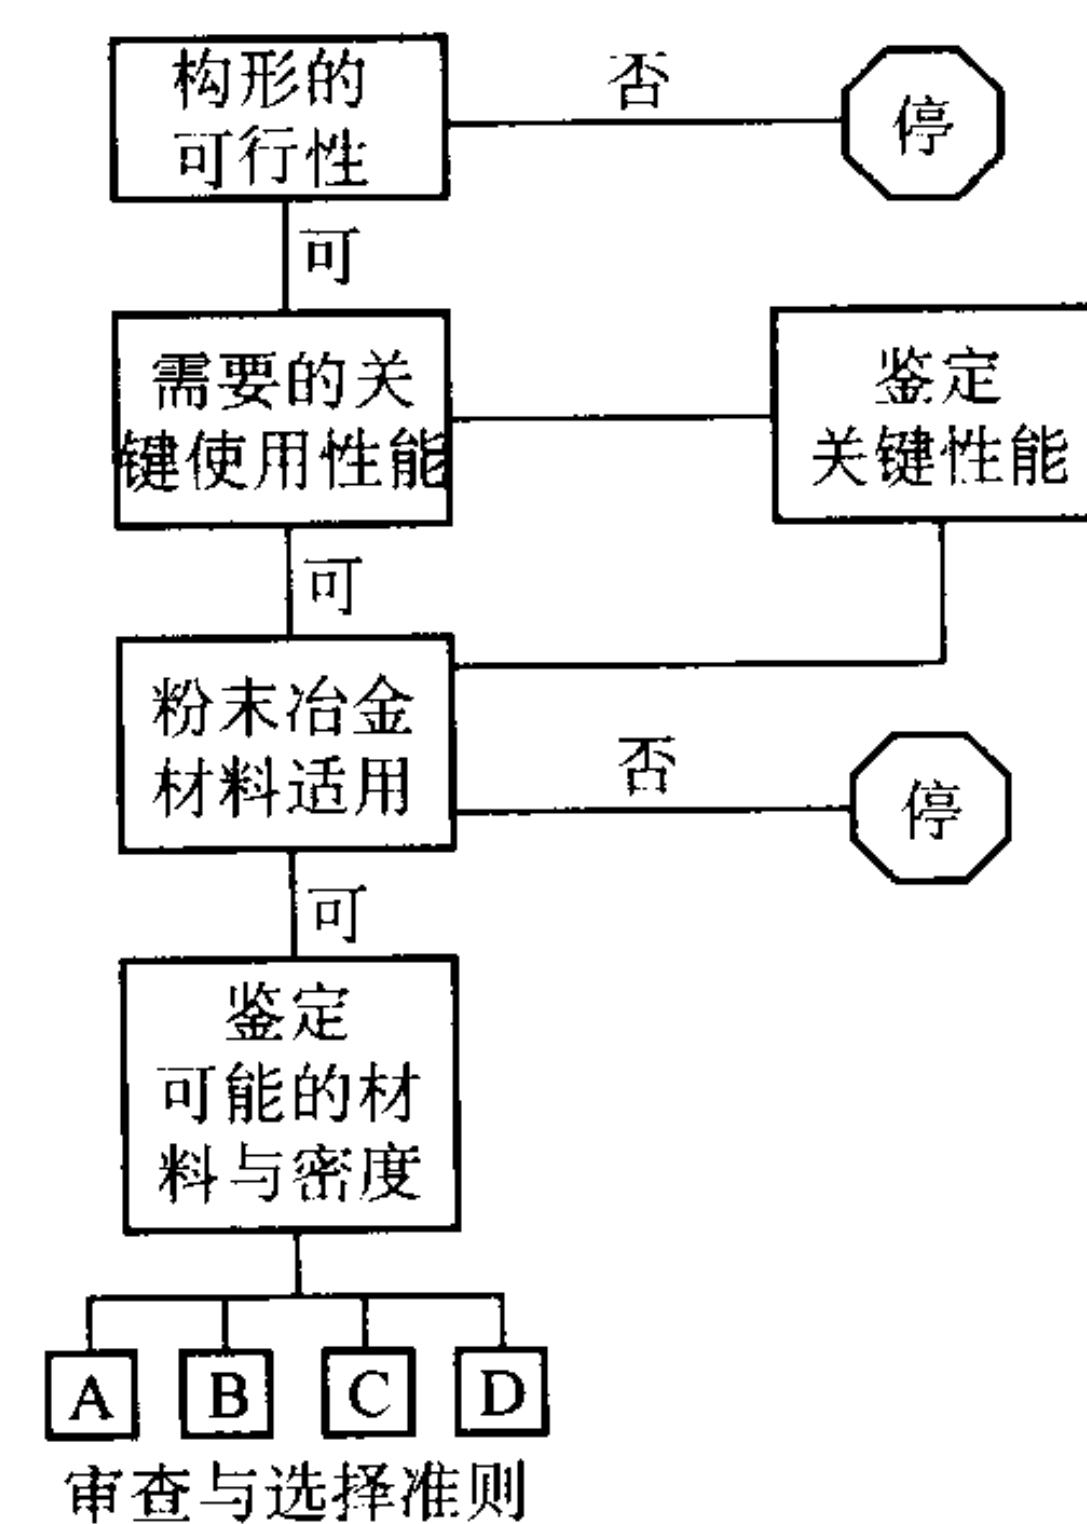 构形的
可行性
否
停
可
需要的关
键使用性能
鉴定
关键性能
可
粉末冶金
材料适用
否
停
可
鉴定
可能的材
料与密度
A
B
C
D
审查与选择准则